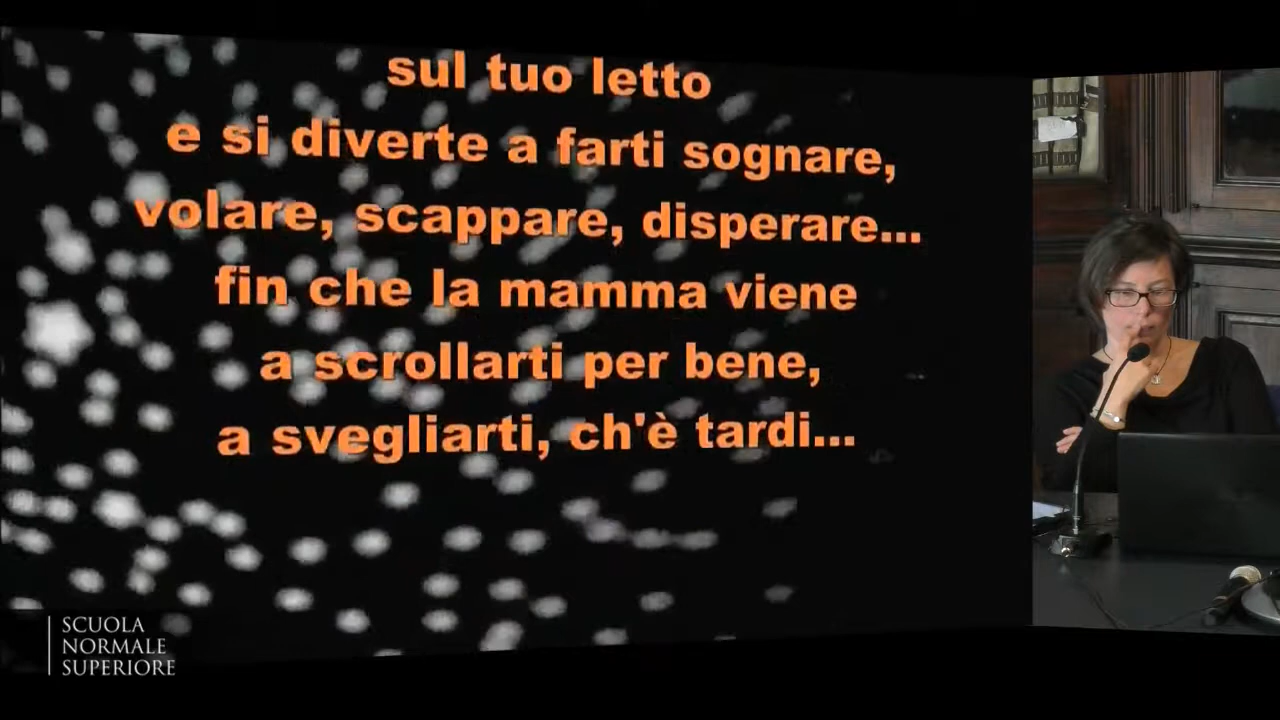 sul tuo letto
e si diverte a farti sognare,
volare, scappare, disperare...
fin che la mamma viene
a scrollarti per bene,
a svegliarti, ch'è tardi...
SCUOLA
NORMALE
SUPERIORE